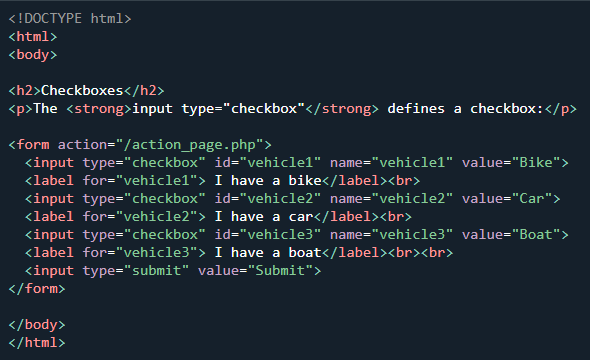 <!DOCTYPE html>
<html>
<body>
<h2>Checkboxes</h2>
<p>The <strong>input type="checkbox"</strong> defines a checkbox:</p>
<form action="/action_page.php">
<input type="checkbox" id="vehicle1" name="vehicle1" value="Bike">
<label for="vehicle1"> I have a bike</label><br>
<input type="checkbox" id="vehicle2" name="vehicle2" value="Car">
<label for="vehicle2"> I have a car</label><br>
<input type="checkbox" id="vehicle3" name="vehicle3" value="Boat">
<label for="vehicle3"> I have a boat</label><br><br>
<input type="submit" value="Submit">
</form>
</body>
</html>